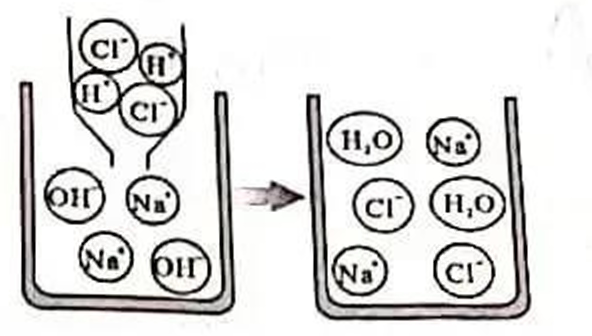 Cl⁻
H⁺
H⁺
Cl⁻
OH⁻
Na⁺
Na⁺
OH⁻
H₂O
Na⁺
Cl⁻
H₂O
Na⁺
Cl⁻